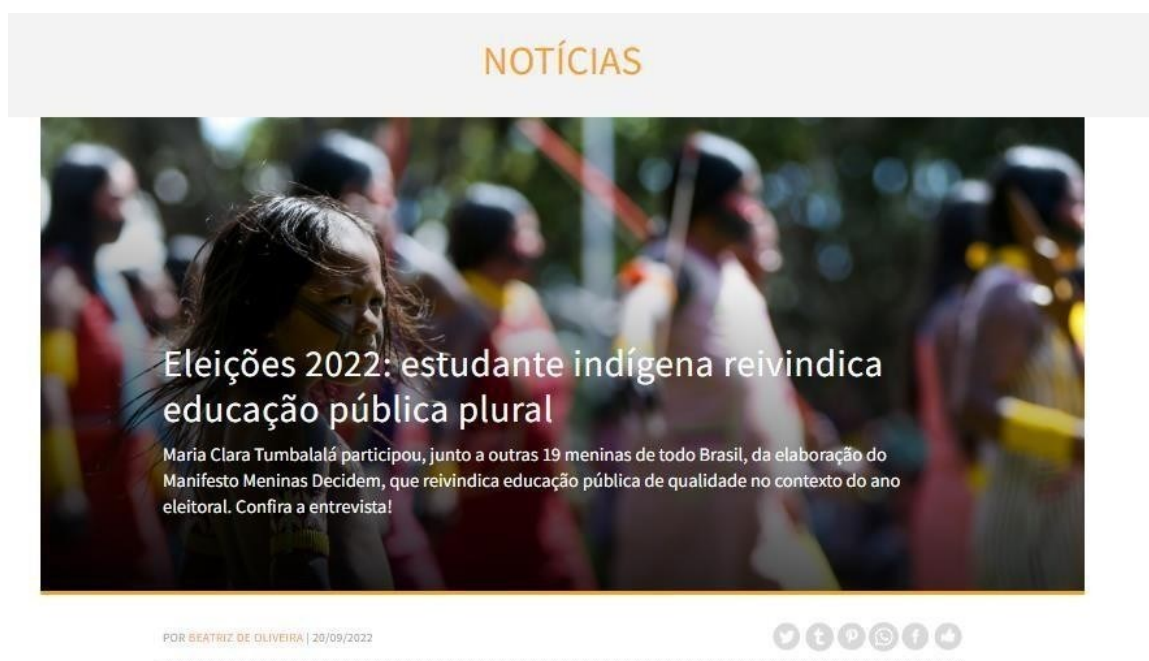 NOTÍCIAS
Eleições 2022: estudante indígena reivindica
educação pública plural
Maria Clara Tumbalalá participou, junto a outras 19 meninas de todo Brasil, da elaboração do
Manifesto Meninas Decidem, que reivindica educação pública de qualidade no contexto do ano
eleitoral. Confira a entrevista!
POR BEATRIZ DE OLIVEIRA | 20/09/2022